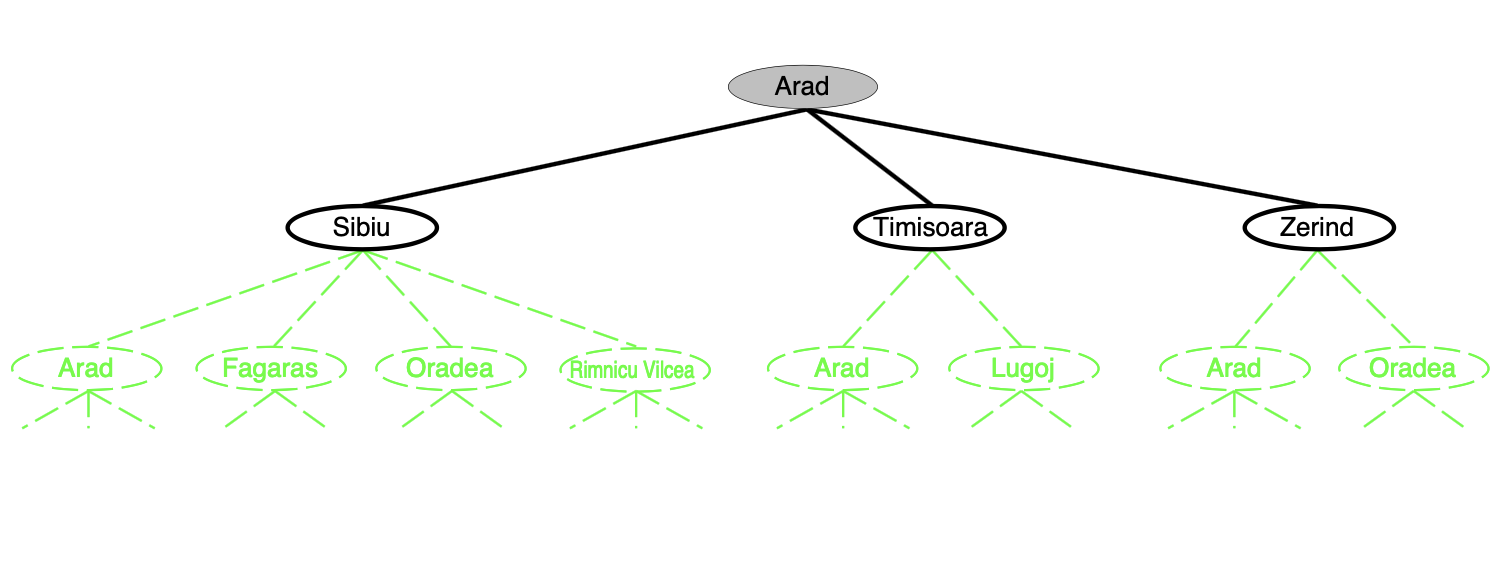 Arad
Sibiu
Timisoara
Zerind
Arad
Fagaras
Oradea
Rimnicu Vilcea
Arad
Lugoj
Arad
Oradea